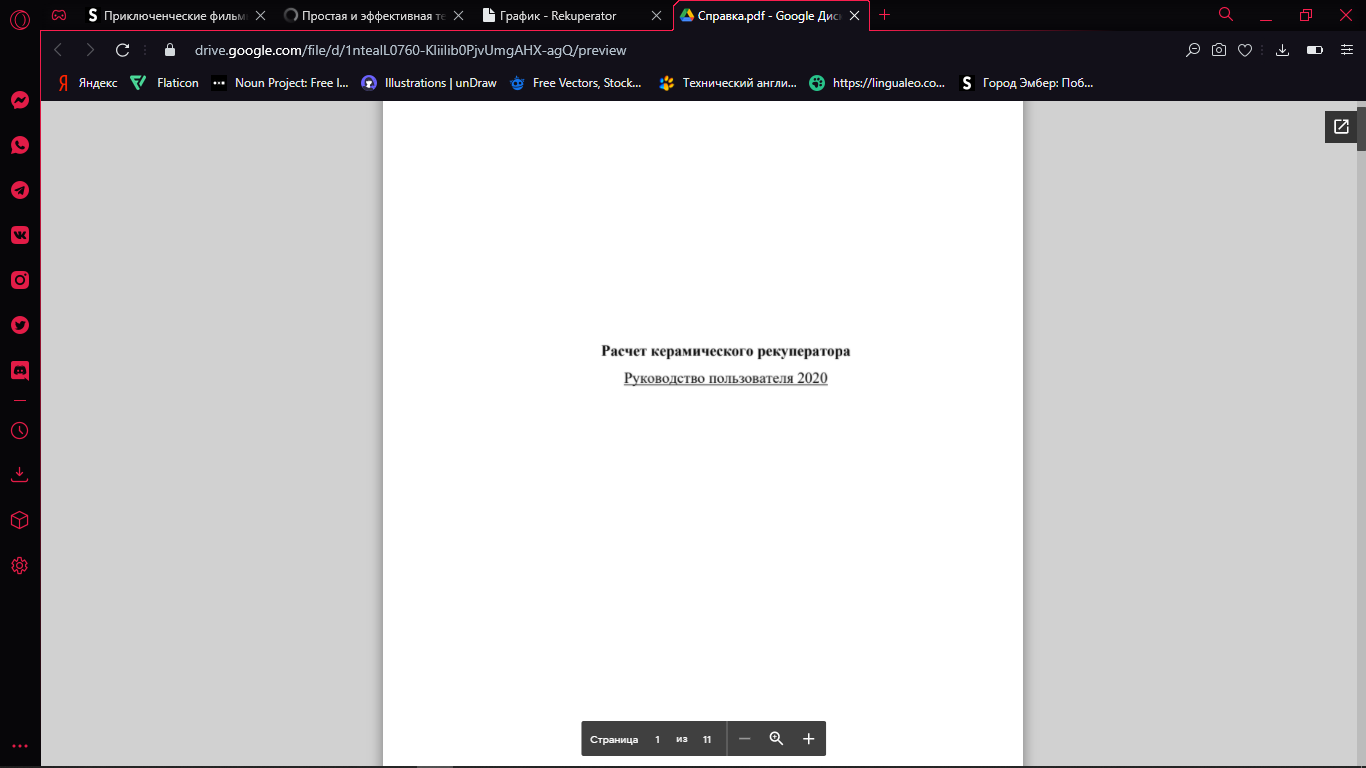 Приключенческие фильм
Простая и эффективная те
График - Rekuperator
Справка.pdf - Google Дис
drive.google.com/file/d/1nteaIL0760-KIiilib0PjvUmgAHX-agQ/preview
Яндекс
Flaticon
Noun Project: Free I...
Illustrations | unDraw
Free Vectors, Stock...
Технический англи...
https://lingualeo.co...
Город Эмбер: Поб...
Расчет керамического рекуператора
Руководство пользователя 2020
Страница 1 из 11